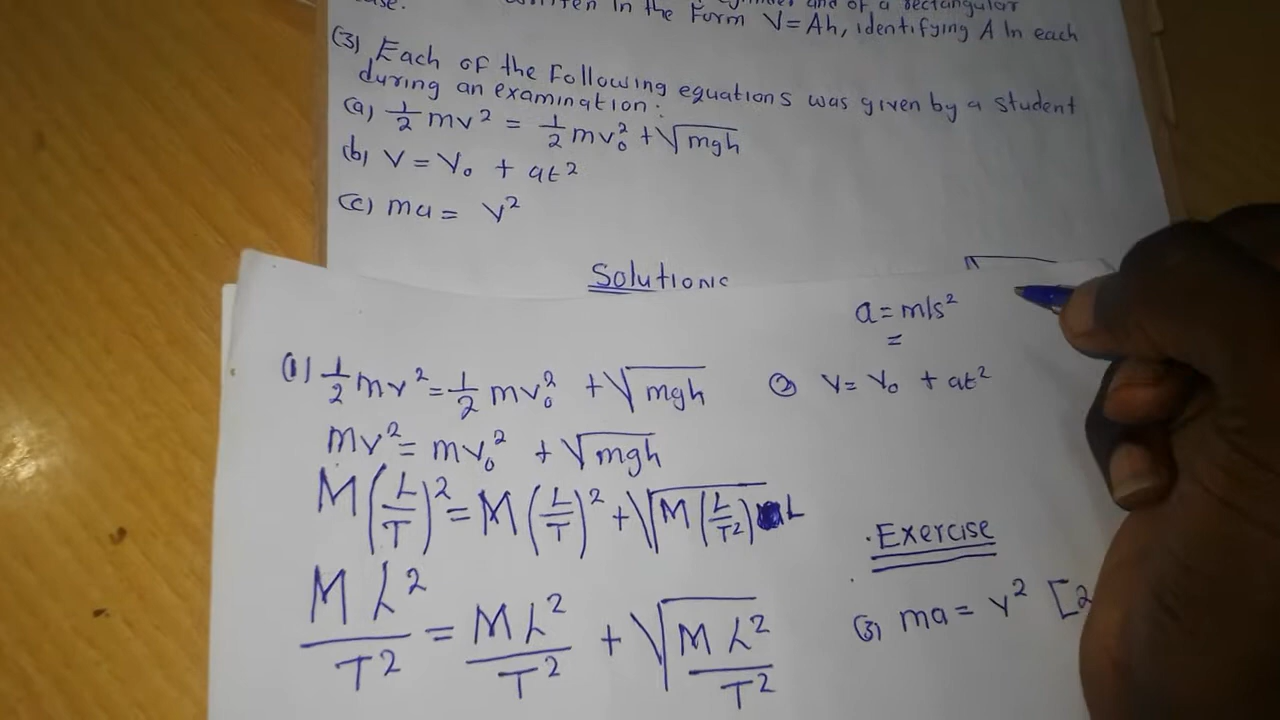 written in the Form V = Ah, identifying A in each
(3) Each of the Following equations was given by a student
during an examination:
(a) 1/2 mv² = 1/2 mv₀² + √mgh
(b) V = V₀ + at²
(c) ma = v²
Solution
a = m/s²
=
(1) 1/2 mv² = 1/2 mv₀² + √mgh
② V = V₀ + at²
mv² = mv₀² + √mgh
M(L/T)² = M(L/T)² + √M(L/T²) L
ML²/T² = ML²/T² + √ML²/T²
Exercise
(3) ma = v² [2